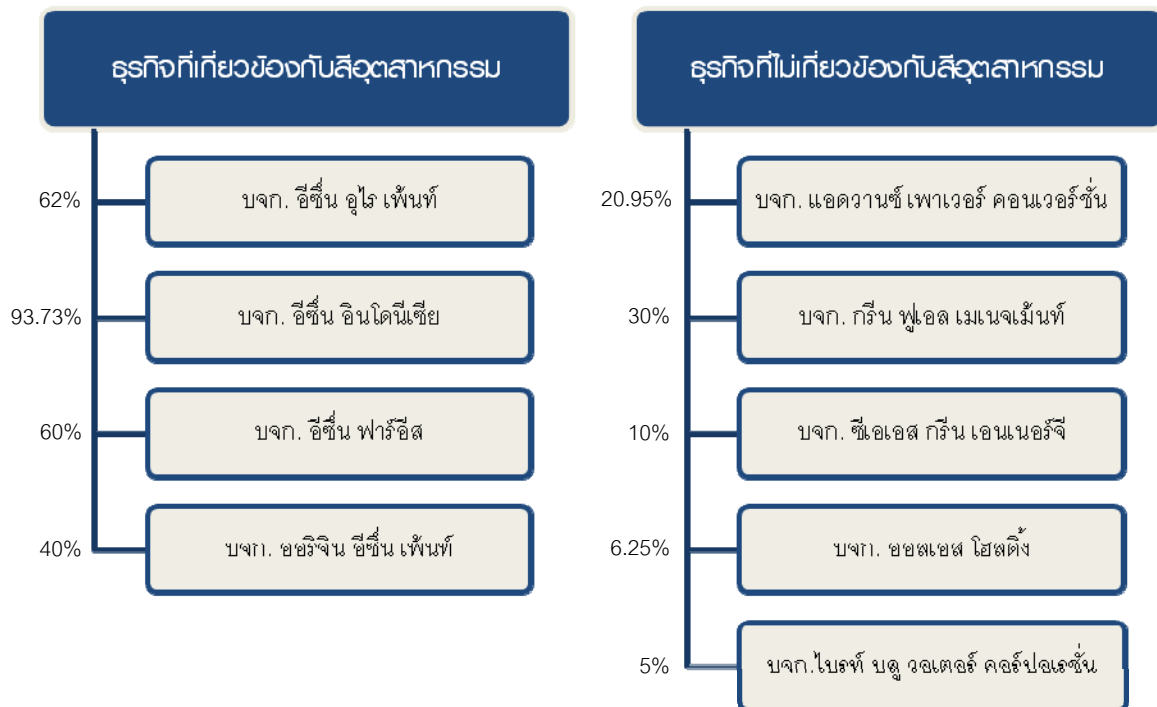 ธุรกิจที่เกี่ยวข้องกับสีอุตสาหกรรม
62%
บจก. อีซึ่น อุไร เพ้นท์
93.73%
บจก. อีซึ่น อินโดนีเซีย
60%
บจก. อีซึ่น ฟาร์อีส
40%
บจก. ออริจิน อีซึ่น เพ้นท์
ธุรกิจที่ไม่เกี่ยวข้องกับสีอุตสาหกรรม
20.95%
บจก. แอดวานซ์ เพาเวอร์ คอนเวอร์ชั่น
30%
บจก. กรีน ฟูเอล เมเนจเม้นท์
10%
บจก. ซีเอเอส กรีน เอนเนอร์จี
6.25%
บจก. ออลเอส โฮลดิ้ง
5%
บจก.ไบรท์ บลู วอเตอร์ คอร์ปอเรชั่น